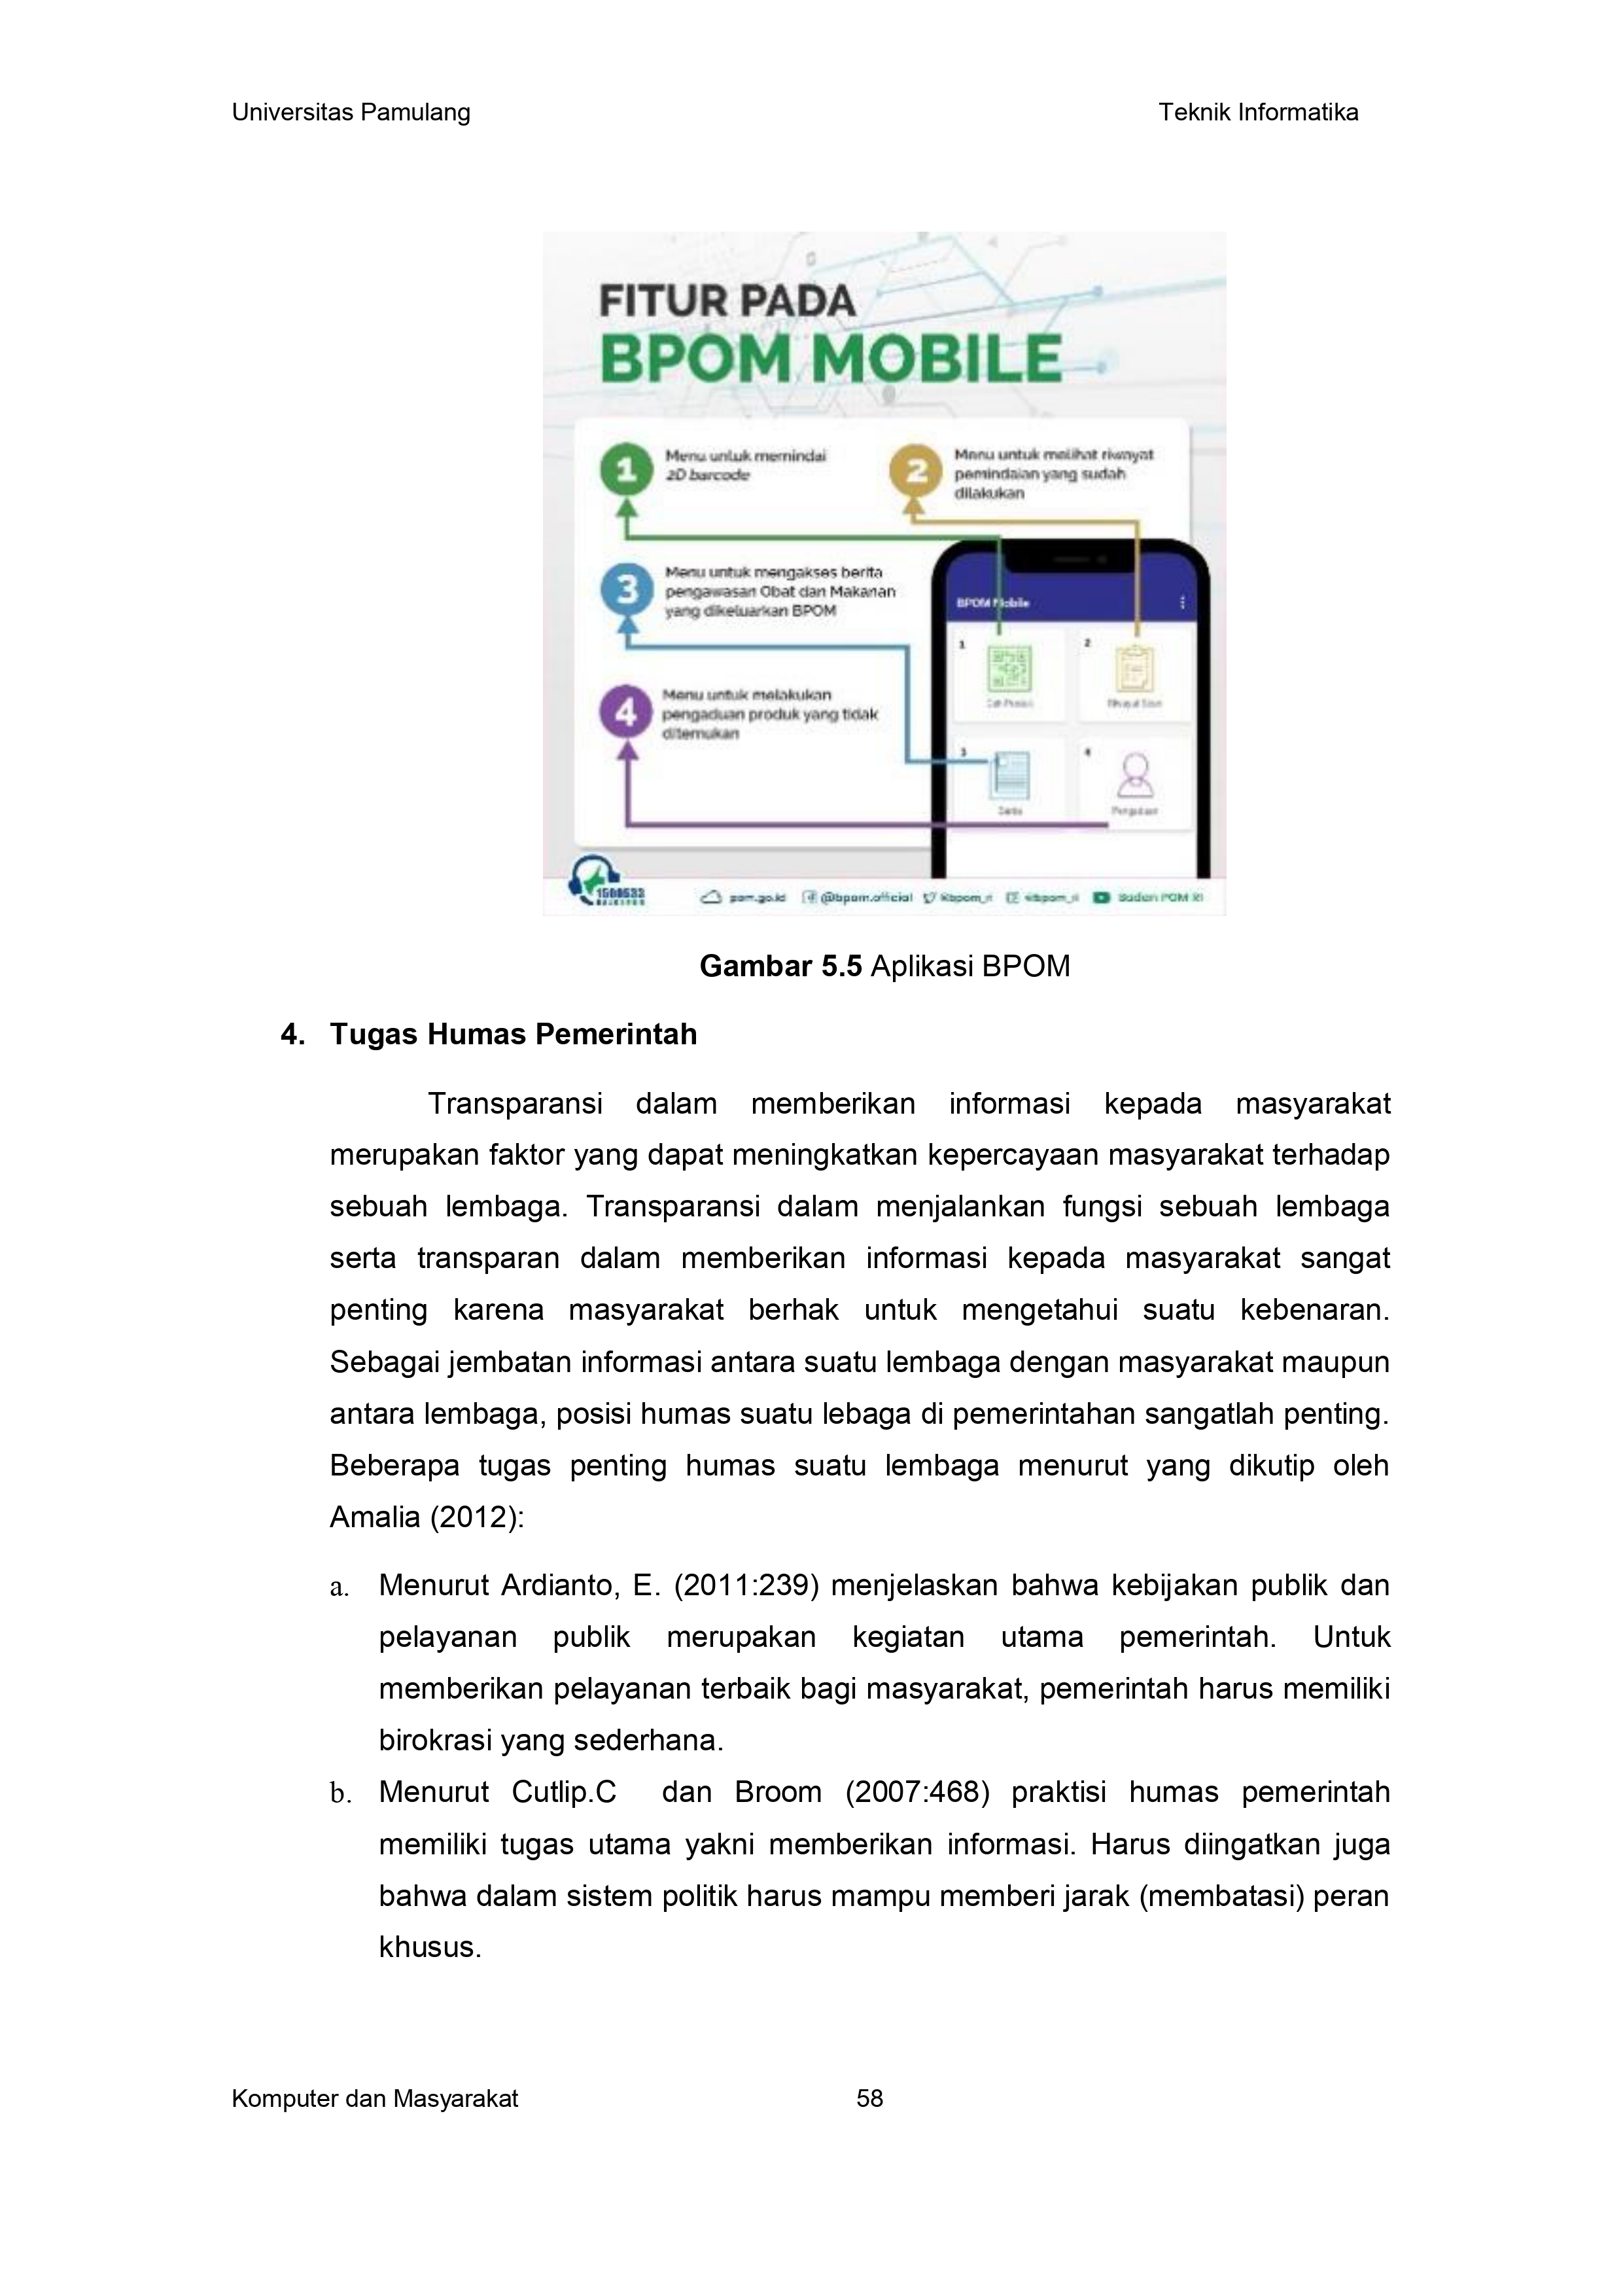 Universitas Pamulang
Teknik Informatika
FITUR PADA
BPOM MOBILE
1
Menu untuk memindai
2D barcode
2
Menu untuk melihat riwayat
pemindaian yang sudah
dilakukan
3
Menu untuk mengakses berita
pengawasan Obat dan Makanan
yang dikeluarkan BPOM
4
Menu untuk melakukan
pengaduan produk yang tidak
ditemukan
BPOM Mobile
1
2
3
4
Berita
Pengaduan
1500533
pom.go.id
@bpom.official
@bpom_ri
@bpom_ri
Badan POM RI
Gambar 5.5 Aplikasi BPOM
4. Tugas Humas Pemerintah
Transparansi dalam memberikan informasi kepada masyarakat
merupakan faktor yang dapat meningkatkan kepercayaan masyarakat terhadap
sebuah lembaga. Transparansi dalam menjalankan fungsi sebuah lembaga
serta transparan dalam memberikan informasi kepada masyarakat sangat
penting karena masyarakat berhak untuk mengetahui suatu kebenaran.
Sebagai jembatan informasi antara suatu lembaga dengan masyarakat maupun
antara lembaga, posisi humas suatu lebaga di pemerintahan sangatlah penting.
Beberapa tugas penting humas suatu lembaga menurut yang dikutip oleh
Amalia (2012):
a. Menurut Ardianto, E. (2011:239) menjelaskan bahwa kebijakan publik dan
pelayanan publik merupakan kegiatan utama pemerintah. Untuk
memberikan pelayanan terbaik bagi masyarakat, pemerintah harus memiliki
birokrasi yang sederhana.
b. Menurut Cutlip.C dan Broom (2007:468) praktisi humas pemerintah
memiliki tugas utama yakni memberikan informasi. Harus diingatkan juga
bahwa dalam sistem politik harus mampu memberi jarak (membatasi) peran
khusus.
Komputer dan Masyarakat
58